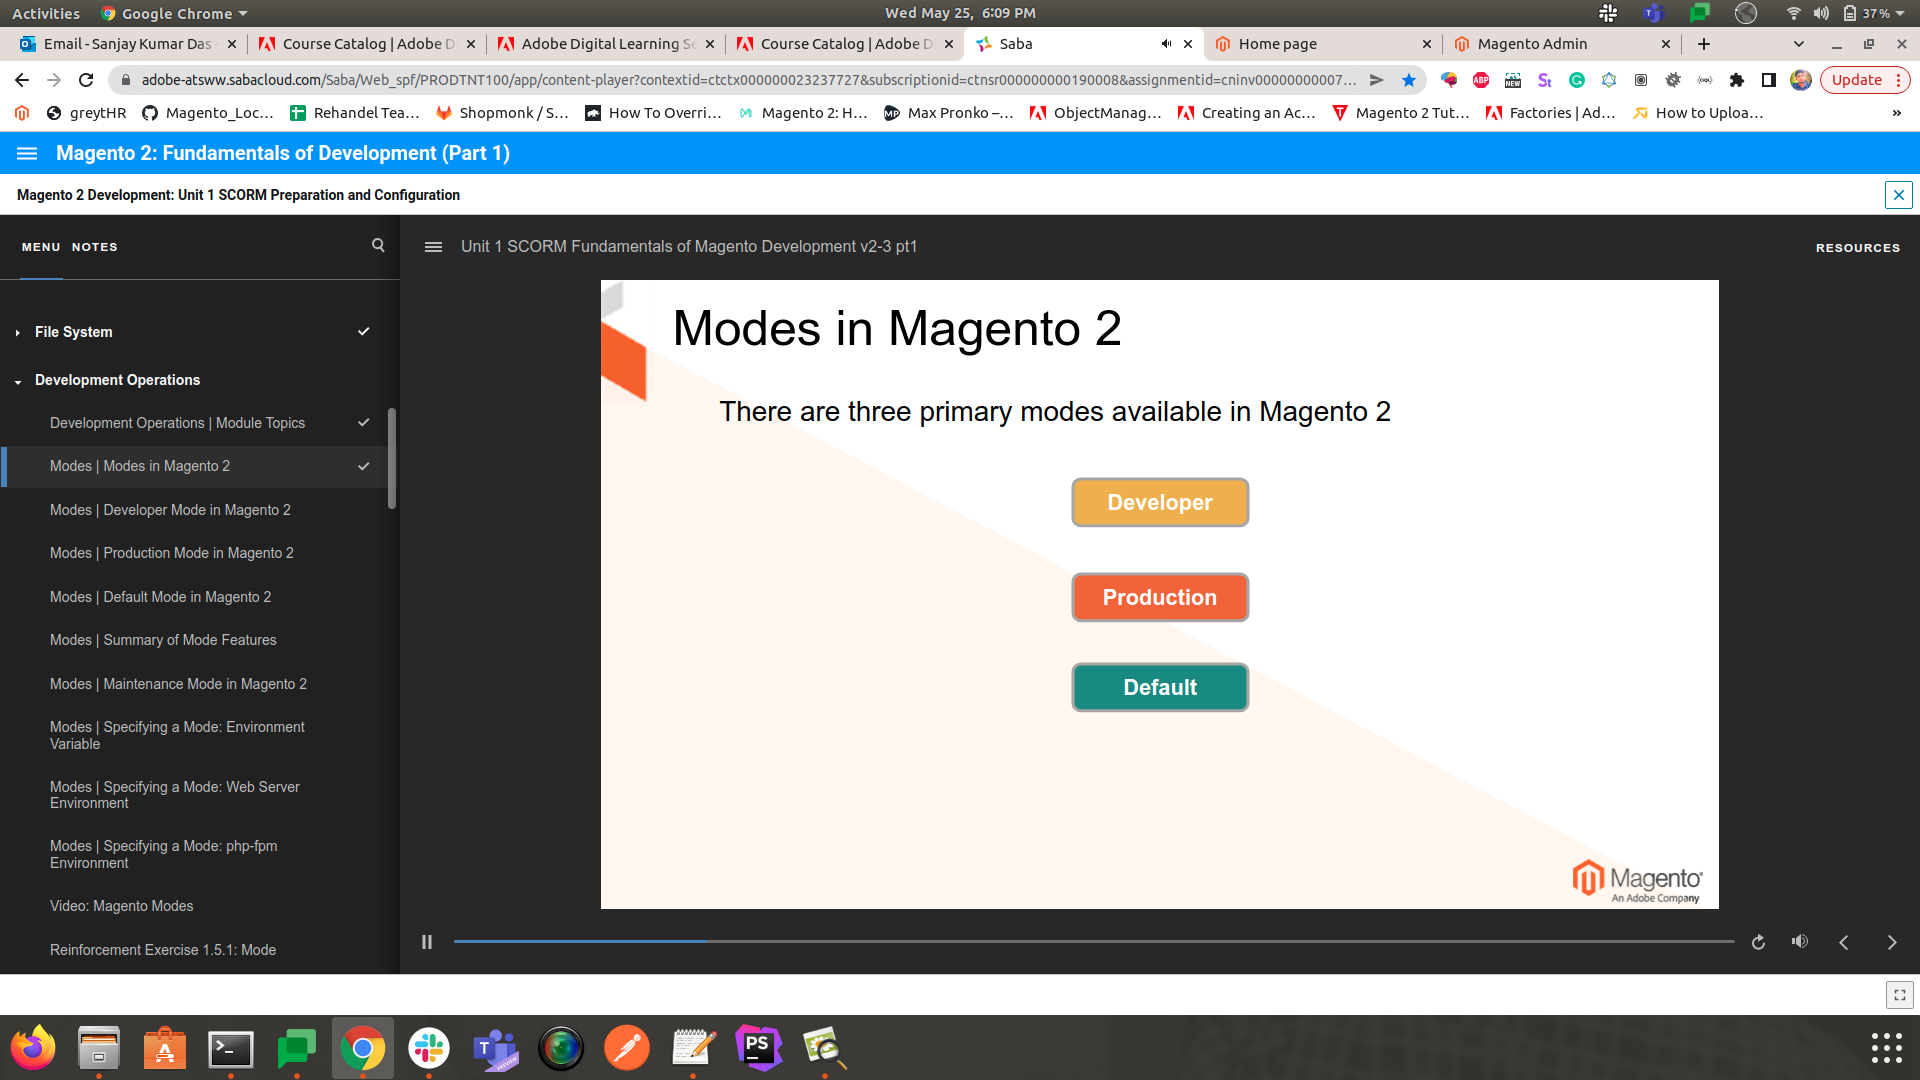 Activities
Google Chrome
Wed May 25, 6:09 PM
37%
Email - Sanjay Kumar Das -
Course Catalog | Adobe D
Adobe Digital Learning Se
Course Catalog | Adobe D
Saba
Home page
Magento Admin
adobe-atsww.sabacloud.com/Saba/Web_spf/PRODTNT100/app/content-player?contextid=ctctx000000023237727&subscriptionid=ctnsr000000000190008&assignmentid=cninv00000000007...
ABP
NEW
Update
greytHR
Magento_Loc...
Rehandel Tea...
Shopmonk / S...
How To Overri...
Magento 2: H...
Max Pronko –...
ObjectManag...
Creating an Ac...
Magento 2 Tut...
Factories | Ad...
How to Uploa...
»
Magento 2: Fundamentals of Development (Part 1)
Magento 2 Development: Unit 1 SCORM Preparation and Configuration
MENU
NOTES
Unit 1 SCORM Fundamentals of Magento Development v2-3 pt1
RESOURCES
File System
Development Operations
Development Operations | Module Topics
Modes | Modes in Magento 2
Modes | Developer Mode in Magento 2
Modes | Production Mode in Magento 2
Modes | Default Mode in Magento 2
Modes | Summary of Mode Features
Modes | Maintenance Mode in Magento 2
Modes | Specifying a Mode: Environment
Variable
Modes | Specifying a Mode: Web Server
Environment
Modes | Specifying a Mode: php-fpm
Environment
Video: Magento Modes
Reinforcement Exercise 1.5.1: Mode
Modes in Magento 2
There are three primary modes available in Magento 2
Developer
Production
Default
Magento
An Adobe Company
PS